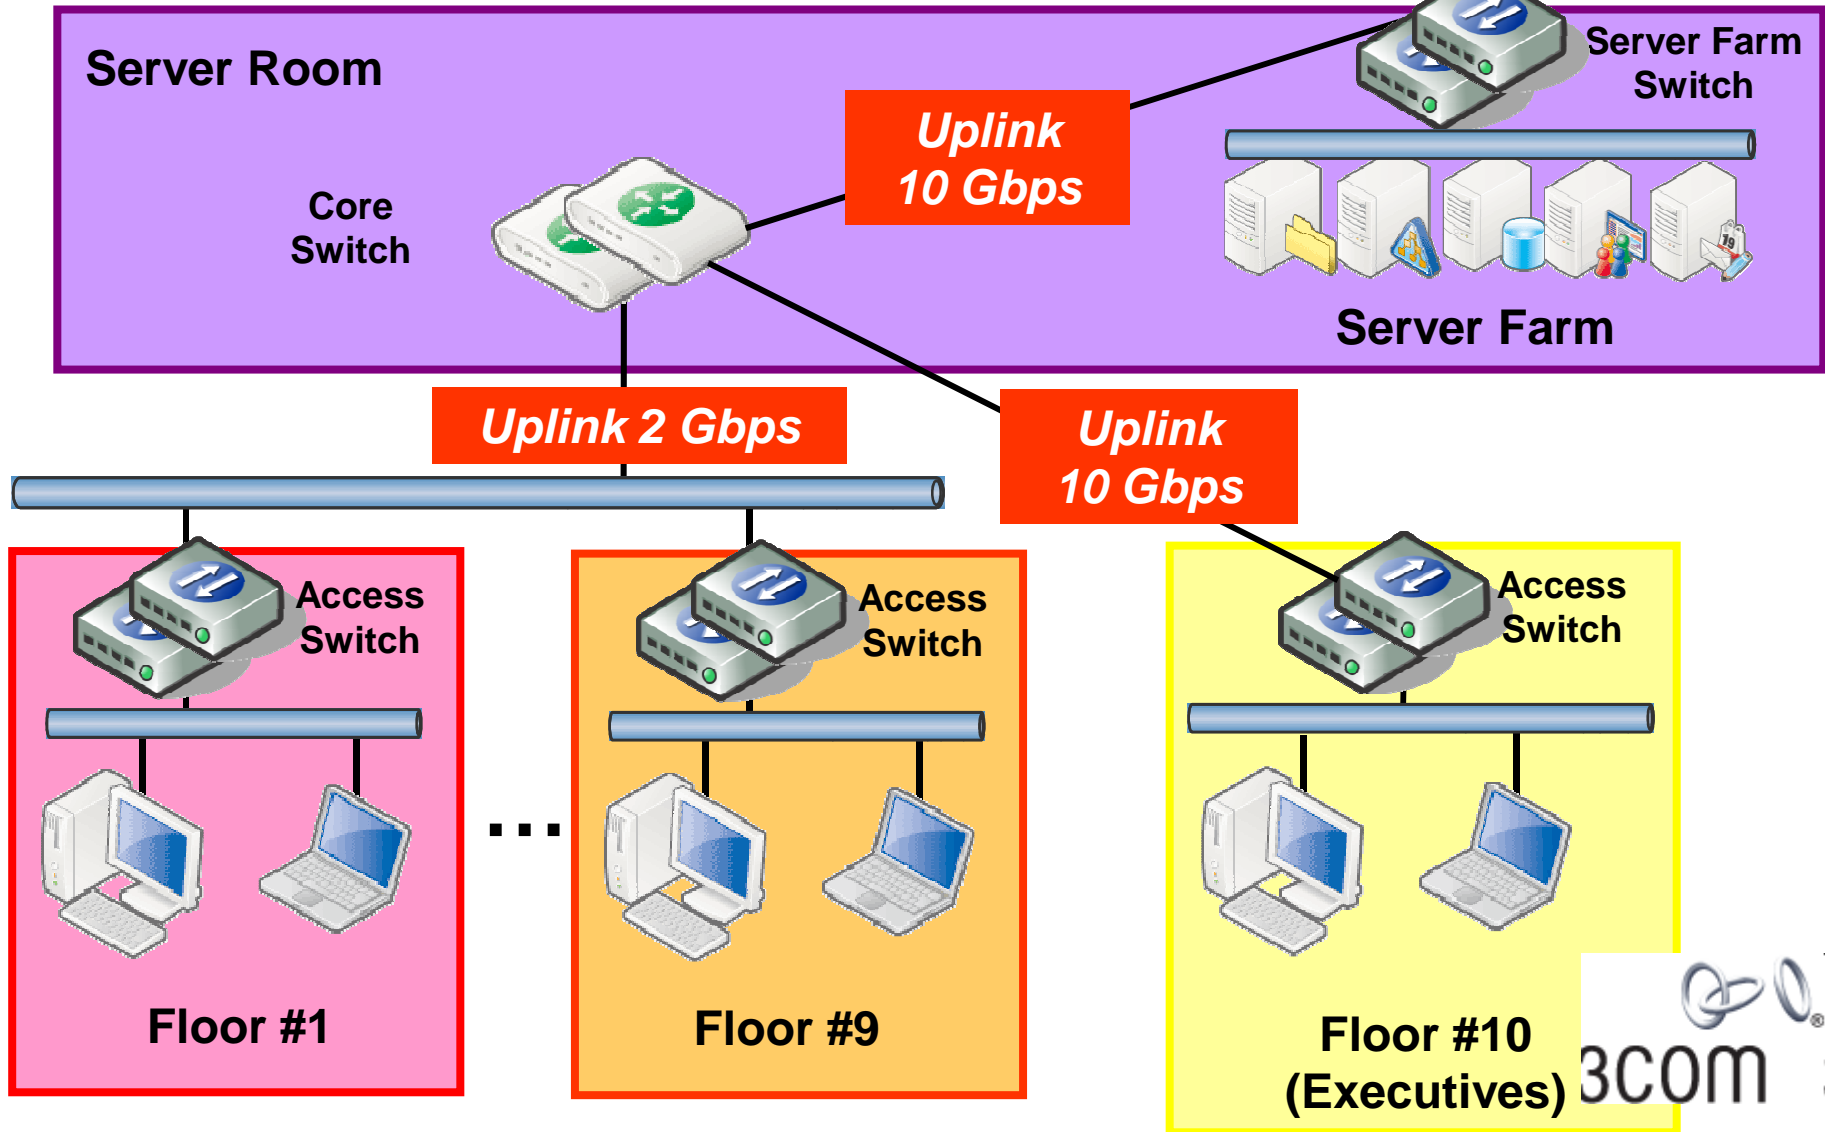 Server Room
Server Farm
Switch
Uplink
10 Gbps
Core
Switch
19
Server Farm
Uplink 2 Gbps
Uplink
10 Gbps
Access
Switch
Access
Switch
Access
Switch
...
Floor #1
Floor #9
Floor #10
(Executives)
3COM
®